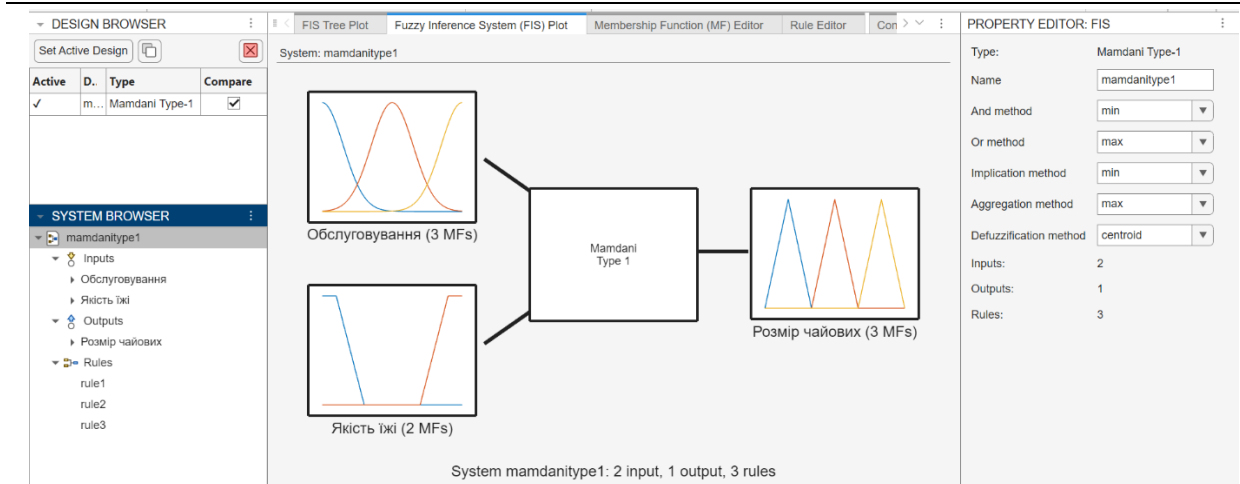 DESIGN BROWSER
Set Active Design
Active D.. Type Compare
m... Mamdani Type-1
SYSTEM BROWSER
mamdanitype1
Inputs
Обслуговування
Якість їжі
Outputs
Розмір чайових
Rules
rule1
rule2
rule3
FIS Tree Plot Fuzzy Inference System (FIS) Plot Membership Function (MF) Editor Rule Editor Con
System: mamdanitype1
Обслуговування (3 MFs)
Mamdani
Type 1
Розмір чайових (3 MFs)
Якість їжі (2 MFs)
System mamdanitype1: 2 input, 1 output, 3 rules
PROPERTY EDITOR: FIS
Type: Mamdani Type-1
Name mamdanitype1
And method min
Or method max
Implication method min
Aggregation method max
Defuzzification method centroid
Inputs: 2
Outputs: 1
Rules: 3